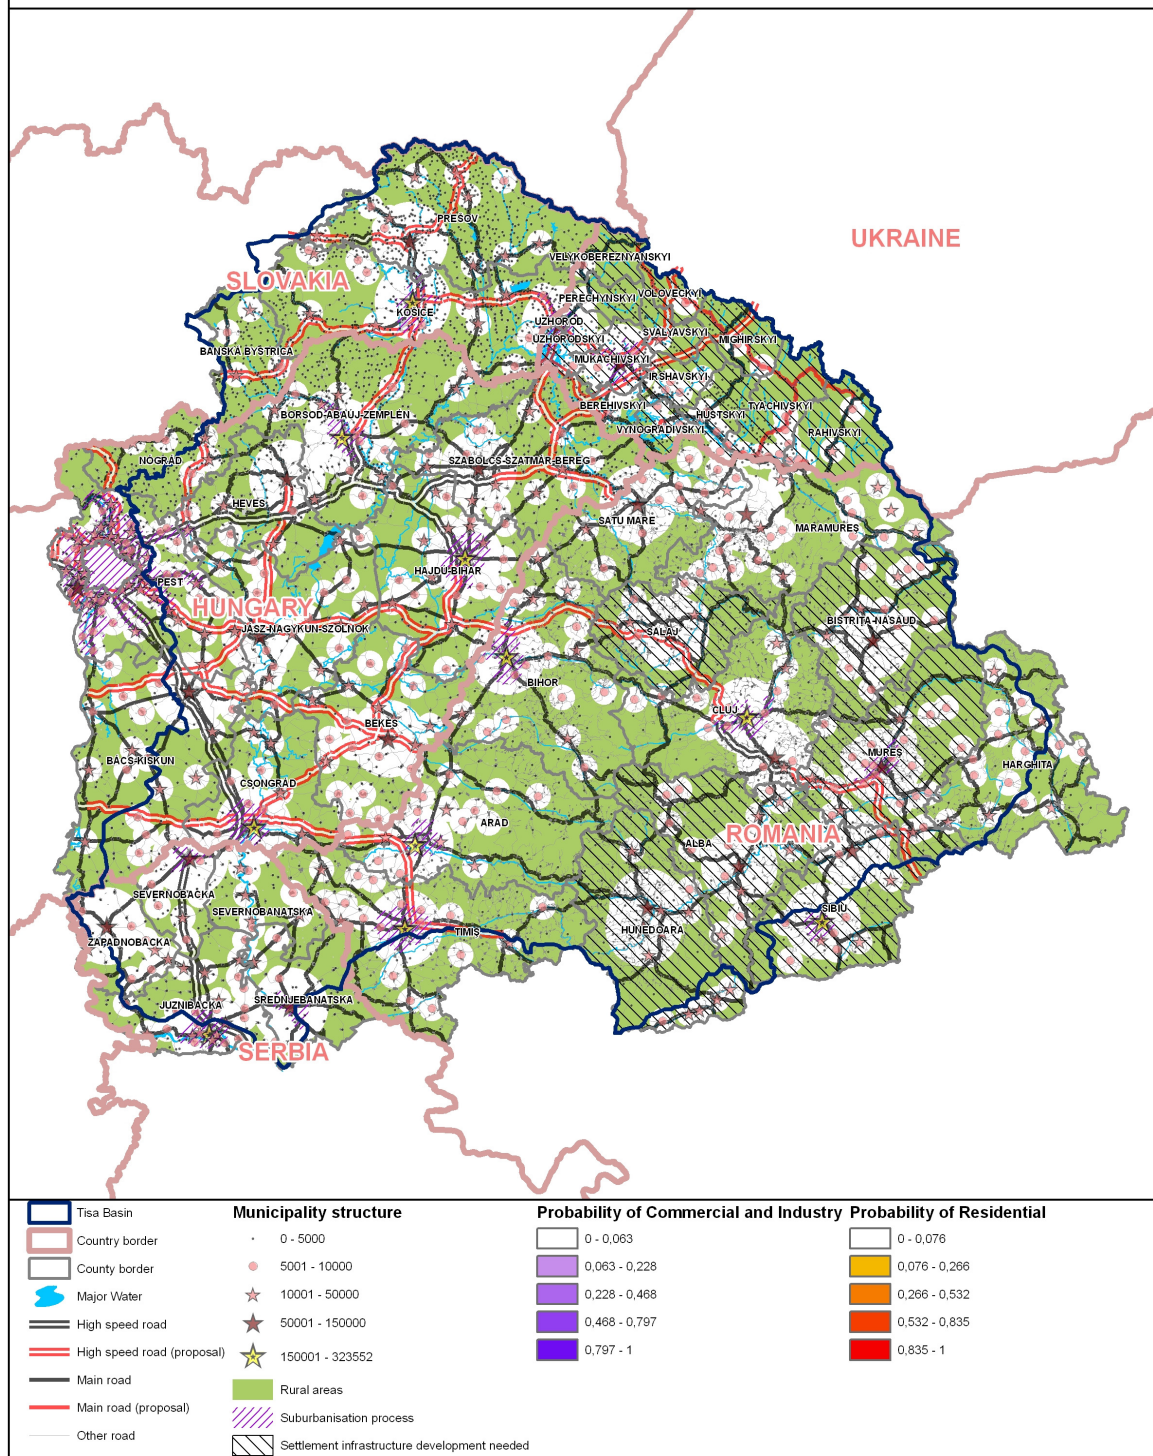 UKRAINE
PREŠOV
VELYKOBEREZNYANSKYI
SLOVAKIA
PERECHYNSKYI
VOLOVECKYI
KOSICE
UZHOROD
UZHORODSKYI
SVALYAVSKYI
MIGHIRSKYI
BANSKA BYSTRICA
MUKACHIVSKYI
IRSHAVSKYI
BEREHIVSKYI
TYACHIVSKYI
BORSOD-ABAUJ-ZEMPLEN
HUSTSKYI
VYNOGRADIVSKYI
RAHIVSKYI
NOGRAD
SZABOLCS-SZATMAR-BEREG
HEVES
SATU MARE
MARAMUREŞ
HAJDU-BIHAR
PEST
HUNGARY
JASZ-NAGYKUN-SZOLNOK
SALAJ
BISTRITA-NASAUD
BIHOR
CLUJ
BEKES
MUREŞ
BACS-KISKUN
HARGHITA
CSONGRAD
ARAD
ROMANIA
ALBA
SEVERNOBACKA
SEVERNOBANATSKA
SIBIU
HUNEDOARA
TIMIŞ
ZAPADNOBACKA
JUZNIBACKA
SREDNJEBANATSKA
SERBIA
Tisa Basin
Country border
County border
Major Water
High speed road
High speed road (proposal)
Main road
Main road (proposal)
Other road
Municipality structure
0 - 5000
5001 - 10000
10001 - 50000
50001 - 150000
150001 - 323552
Rural areas
Suburbanisation process
Settlement infrastructure development needed
Probability of Commercial and Industry
0 - 0,063
0,063 - 0,228
0,228 - 0,468
0,468 - 0,797
0,797 - 1
Probability of Residential
0 - 0,076
0,076 - 0,266
0,266 - 0,532
0,532 - 0,835
0,835 - 1